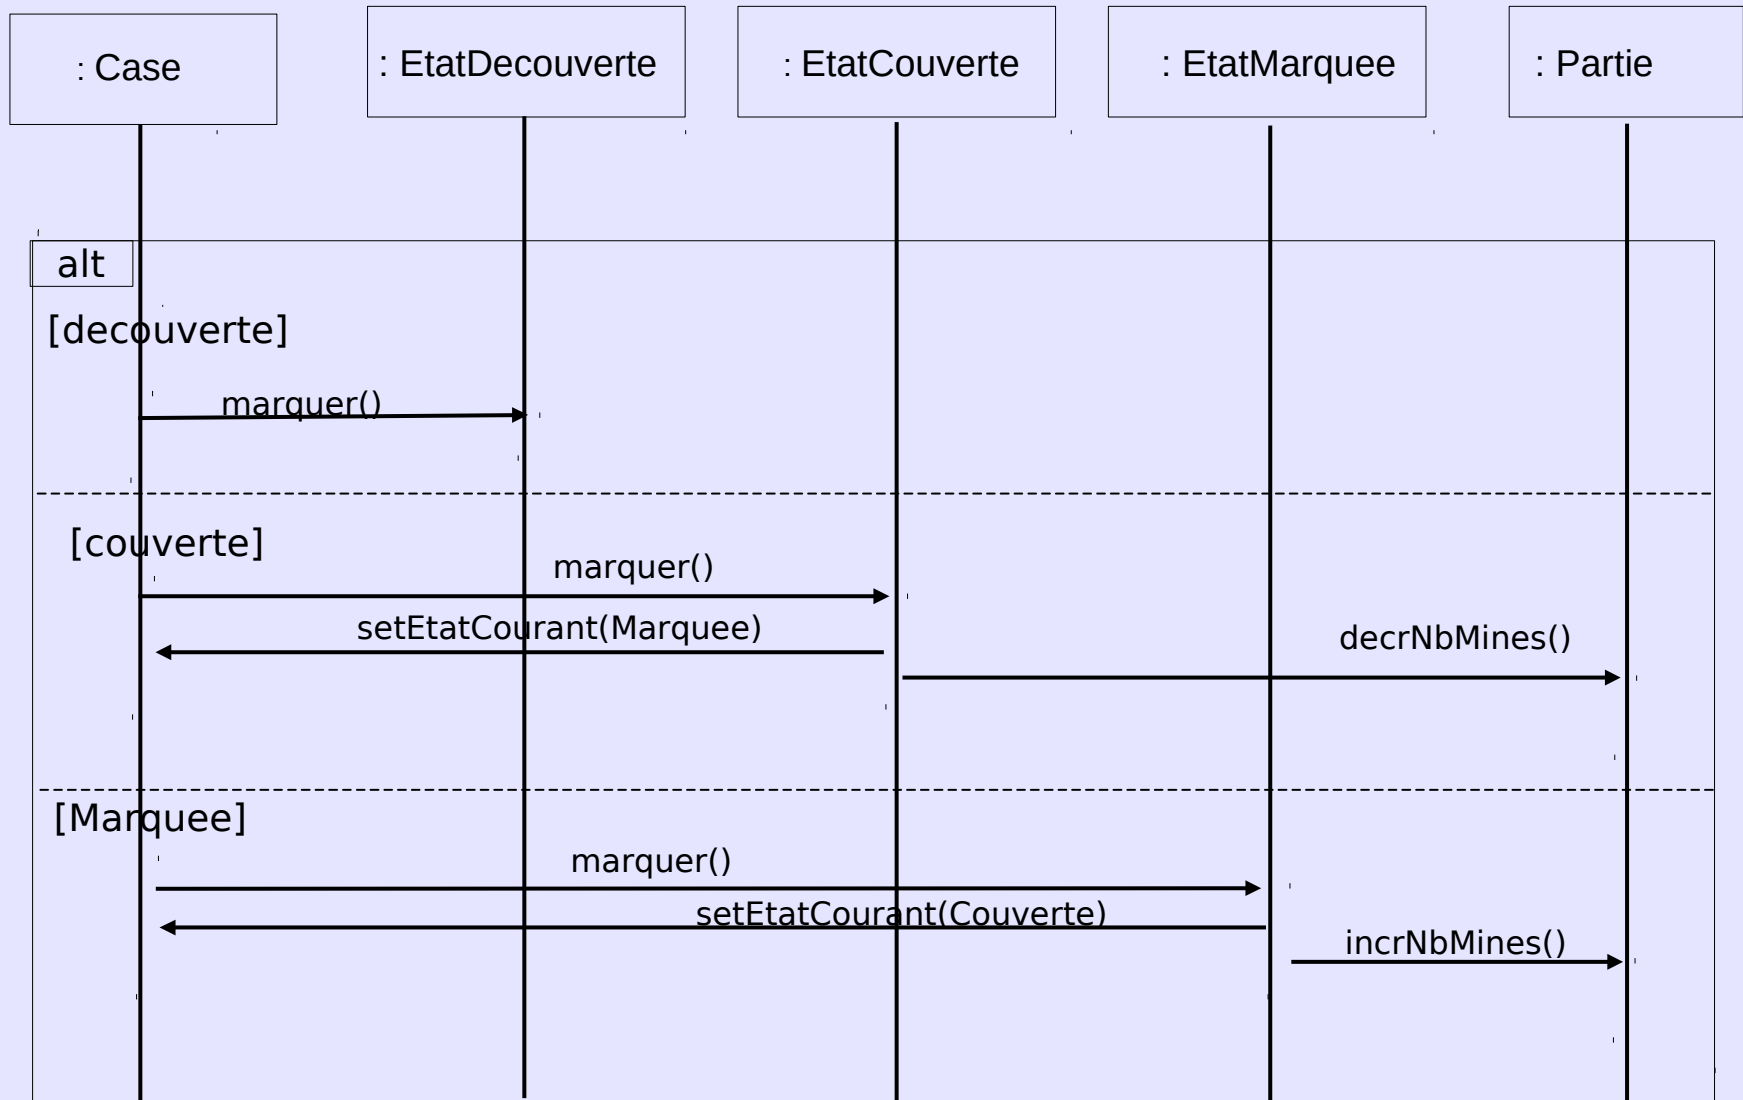 : Case
: EtatDecouverte
: EtatCouverte
: EtatMarquee
: Partie
alt
[decouverte]
marquer()
[couverte]
marquer()
setEtatCourant(Marquee)
decrNbMines()
[Marquee]
marquer()
setEtatCourant(Couverte)
incrNbMines()